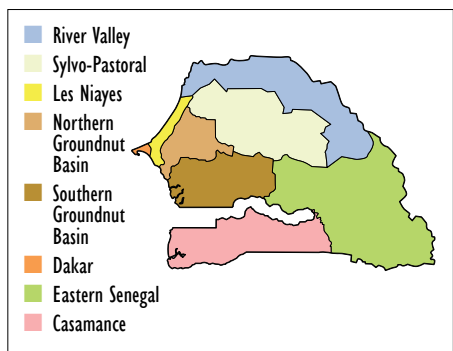 River Valley
Sylvo-Pastoral
Les Niayes
Northern
Groundnut
Basin
Southern
Groundnut
Basin
Dakar
Eastern Senegal
Casamance